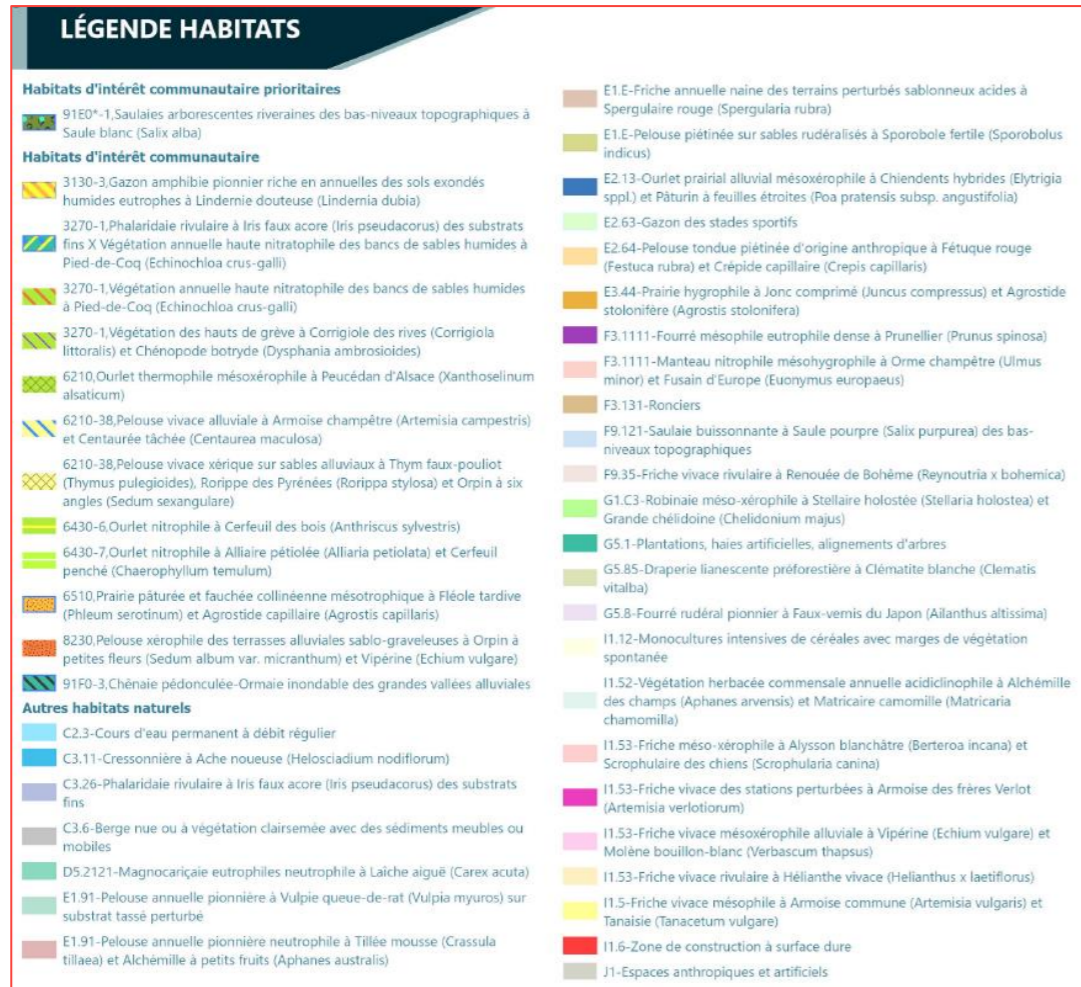 LÉGENDE HABITATS
Habitats d'intérêt communautaire prioritaires
91E0*-1,Saulaies arborescentes riveraines des bas-niveaux topographiques à
Saule blanc (Salix alba)
Habitats d'intérêt communautaire
3130-3,Gazon amphibie pionnier riche en annuelles des sols exondés
humides eutrophes à Lindernie douteuse (Lindernia dubia)
3270-1,Phalaridaie rivulaire à Iris faux acore (Iris pseudacorus) des substrats
fins X Végétation annuelle haute nitratophile des bancs de sables humides à
Pied-de-Coq (Echinochloa crus-galli)
3270-1,Végétation annuelle haute nitratophile des bancs de sables humides
à Pied-de-Coq (Echinochloa crus-galli)
3270-1,Végétation des hauts de grève à Corrigiole des rives (Corrigiola
littoralis) et Chénopode botryde (Dysphania ambrosioides)
6210,Ourlet thermophile mésoxérophile à Peucédan d'Alsace (Xanthoselinum
alsaticum)
6210-38,Pelouse vivace alluviale à Armoise champêtre (Artemisia campestris)
et Centaurée tâchée (Centaurea maculosa)
6210-38,Pelouse vivace xérique sur sables alluviaux à Thym faux-pouliot
(Thymus pulegioides), Rorippe des Pyrénées (Rorippa stylosa) et Orpin à six
angles (Sedum sexangulare)
6430-6,Ourlet nitrophile à Cerfeuil des bois (Anthriscus sylvestris)
6430-7,Ourlet nitrophile à Alliaire pétiolée (Alliaria petiolata) et Cerfeuil
penché (Chaerophyllum temulum)
6510,Prairie pâturée et fauchée collinéenne mésotrophique à Fléole tardive
(Phleum serotinum) et Agrostide capillaire (Agrostis capillaris)
8230,Pelouse xérophile des terrasses alluviales sablo-graveleuses à Orpin à
petites fleurs (Sedum album var. micranthum) et Vipérine (Echium vulgare)
91F0-3,Chênaie pédonculée-Ormaie inondable des grandes vallées alluviales
Autres habitats naturels
C2.3-Cours d'eau permanent à débit régulier
C3.11-Cressonnière à Ache noueuse (Helosciadium nodiflorum)
C3.26-Phalaridaie rivulaire à Iris faux acore (Iris pseudacorus) des substrats
fins
C3.6-Berge nue ou à végétation clairsemée avec des sédiments meubles ou
mobiles
D5.2121-Magnocariçaie eutrophiles neutrophile à Laîche aiguë (Carex acuta)
E1.91-Pelouse annuelle pionnière à Vulpie queue-de-rat (Vulpia myuros) sur
substrat tassé perturbé
E1.91-Pelouse annuelle pionnière neutrophile à Tillée mousse (Crassula
tillaea) et Alchémille à petits fruits (Aphanes australis)
E1.E-Friche annuelle naine des terrains perturbés sablonneux acides à
Spergulaire rouge (Spergularia rubra)
E1.E-Pelouse piétinée sur sables rudéralisés à Sporobole fertile (Sporobolus
indicus)
E2.13-Ourlet prairial alluvial mésoxérophile à Chiendents hybrides (Elytrigia
sppl.) et Pâturin à feuilles étroites (Poa pratensis subsp. angustifolia)
E2.63-Gazon des stades sportifs
E2.64-Pelouse tondue piétinée d'origine anthropique à Fétuque rouge
(Festuca rubra) et Crépide capillaire (Crepis capillaris)
E3.44-Prairie hygrophile à Jonc comprimé (Juncus compressus) et Agrostide
stolonifère (Agrostis stolonifera)
F3.1111-Fourré mésophile eutrophile dense à Prunellier (Prunus spinosa)
F3.1111-Manteau nitrophile mésohygrophile à Orme champêtre (Ulmus
minor) et Fusain d'Europe (Euonymus europaeus)
F3.131-Ronciers
F9.121-Saulaie buissonnante à Saule pourpre (Salix purpurea) des bas-
niveaux topographiques
F9.35-Friche vivace rivulaire à Renouée de Bohême (Reynoutria x bohemica)
G1.C3-Robinaie méso-xérophile à Stellaire holostée (Stellaria holostea) et
Grande chélidoine (Chelidonium majus)
G5.1-Plantations, haies artificielles, alignements d'arbres
G5.85-Draperie lianescente préforestière à Clématite blanche (Clematis
vitalba)
G5.8-Fourré rudéral pionnier à Faux-vernis du Japon (Ailanthus altissima)
I1.12-Monocultures intensives de céréales avec marges de végétation
spontanée
I1.52-Végétation herbacée commensale annuelle acidiclinophile à Alchémille
des champs (Aphanes arvensis) et Matricaire camomille (Matricaria
chamomilla)
I1.53-Friche méso-xérophile à Alysson blanchâtre (Berteroa incana) et
Scrophulaire des chiens (Scrophularia canina)
I1.53-Friche vivace des stations perturbées à Armoise des frères Verlot
(Artemisia verlotiorum)
I1.53-Friche vivace mésoxérophile alluviale à Vipérine (Echium vulgare) et
Molène bouillon-blanc (Verbascum thapsus)
I1.53-Friche vivace rivulaire à Hélianthe vivace (Helianthus x laetiflorus)
I1.5-Friche vivace mésophile à Armoise commune (Artemisia vulgaris) et
Tanaisie (Tanacetum vulgare)
I1.6-Zone de construction à surface dure
J1-Espaces anthropiques et artificiels